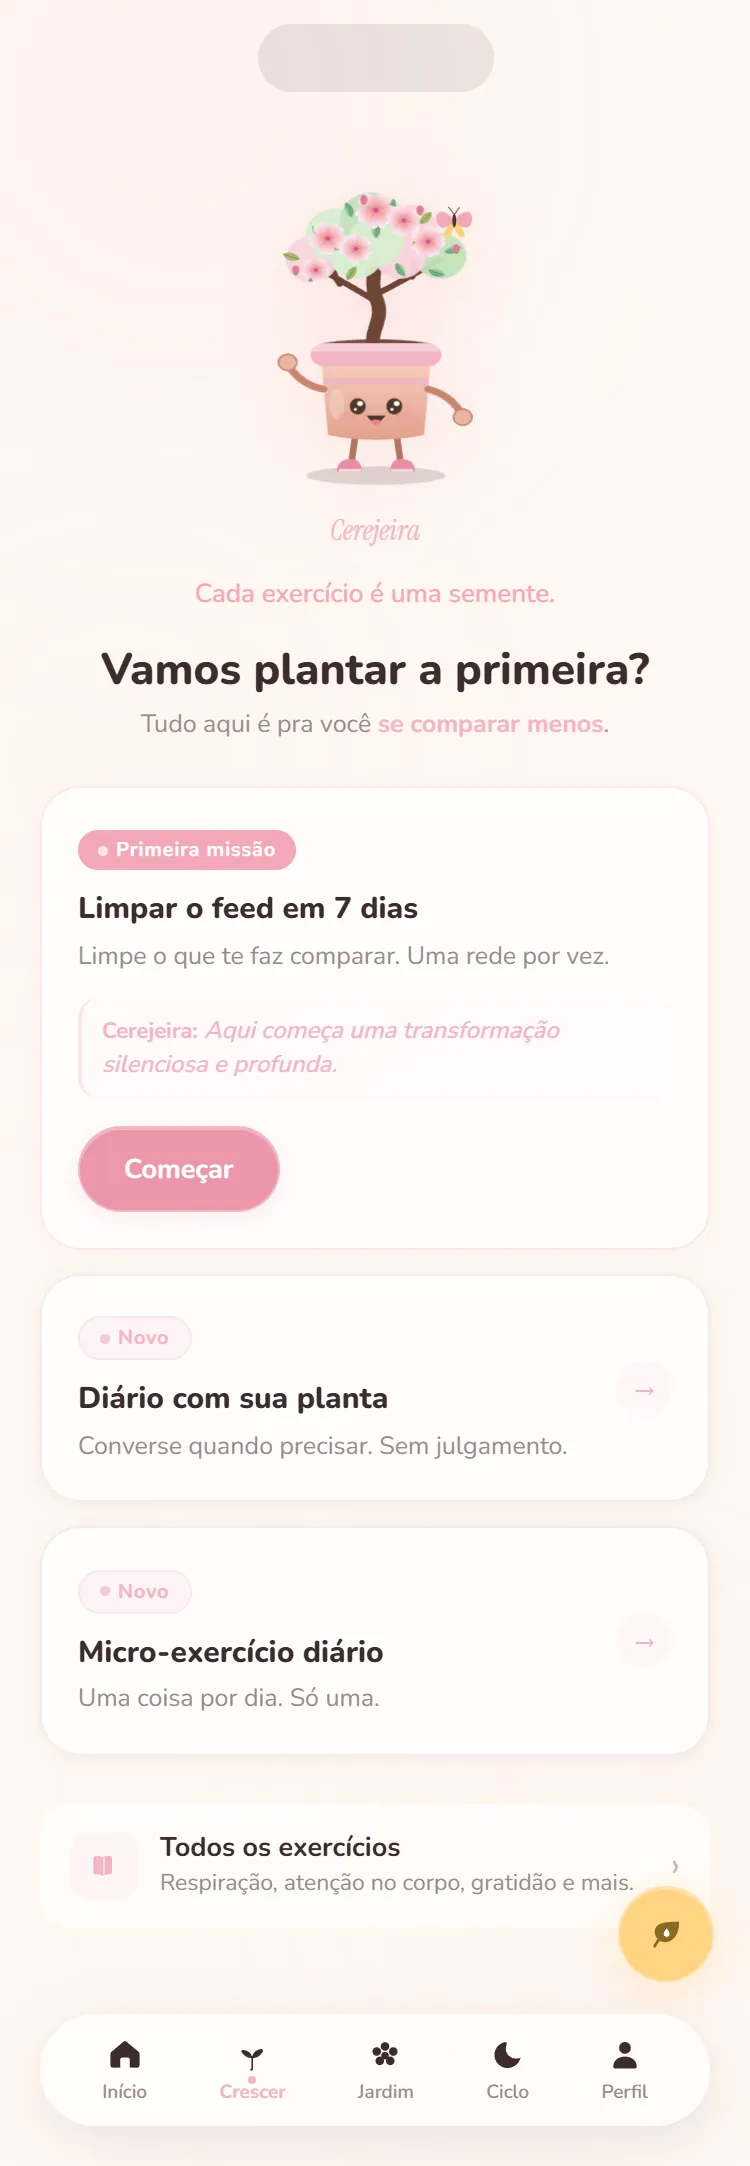 Cerejeira
Cada exercício é uma semente.
Vamos plantar a primeira?
Tudo aqui é pra você se comparar menos.
Primeira missão
Limpar o feed em 7 dias
Limpe o que te faz comparar. Uma rede por vez.
Cerejeira: Aqui começa uma transformação
silenciosa e profunda.
Começar
Novo
Diário com sua planta
→
Converse quando precisar. Sem julgamento.
Novo
Micro-exercício diário
→
Uma coisa por dia. Só uma.
Todos os exercícios
Respiração, atenção no corpo, gratidão e mais.
›
Início Crescer Jardim Ciclo Perfil